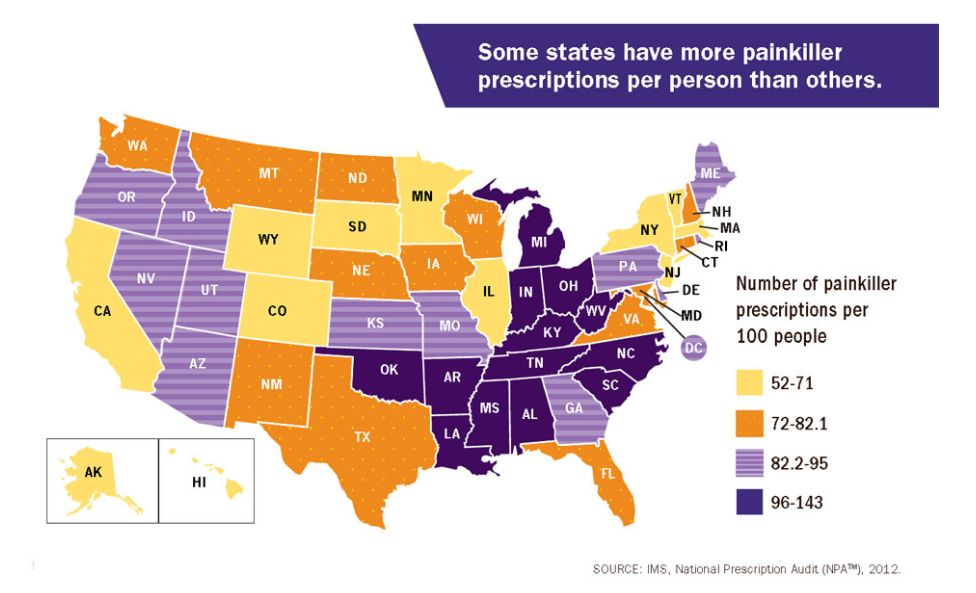 Some states have more painkiller
prescriptions per person than others.
WA
MT
ND
MN
ME
OR
ID
WY
SD
WI
MI
NY
VT
NH
MA
RI
CT
NV
UT
CO
NE
IA
IL
IN
OH
PA
NJ
DE
MD
DC
CA
AZ
NM
KS
MO
KY
WV
VA
OK
AR
TN
NC
SC
TX
LA
MS
AL
GA
FL
AK
HI
Number of painkiller
prescriptions per
100 people
52-71
72-82.1
82.2-95
96-143
SOURCE: IMS, National Prescription Audit (NPA™), 2012.